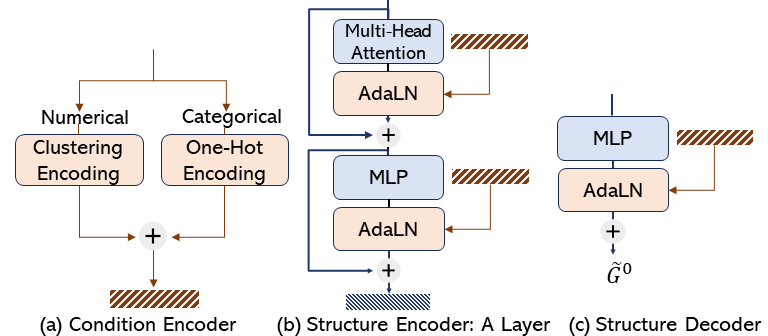 Numerical
Categorical
Clustering
Encoding
One-Hot
Encoding
+
(a) Condition Encoder
Multi-Head
Attention
AdaLN
+
MLP
AdaLN
+
(b) Structure Encoder: A Layer
MLP
AdaLN
+
G̃⁰
(c) Structure Decoder